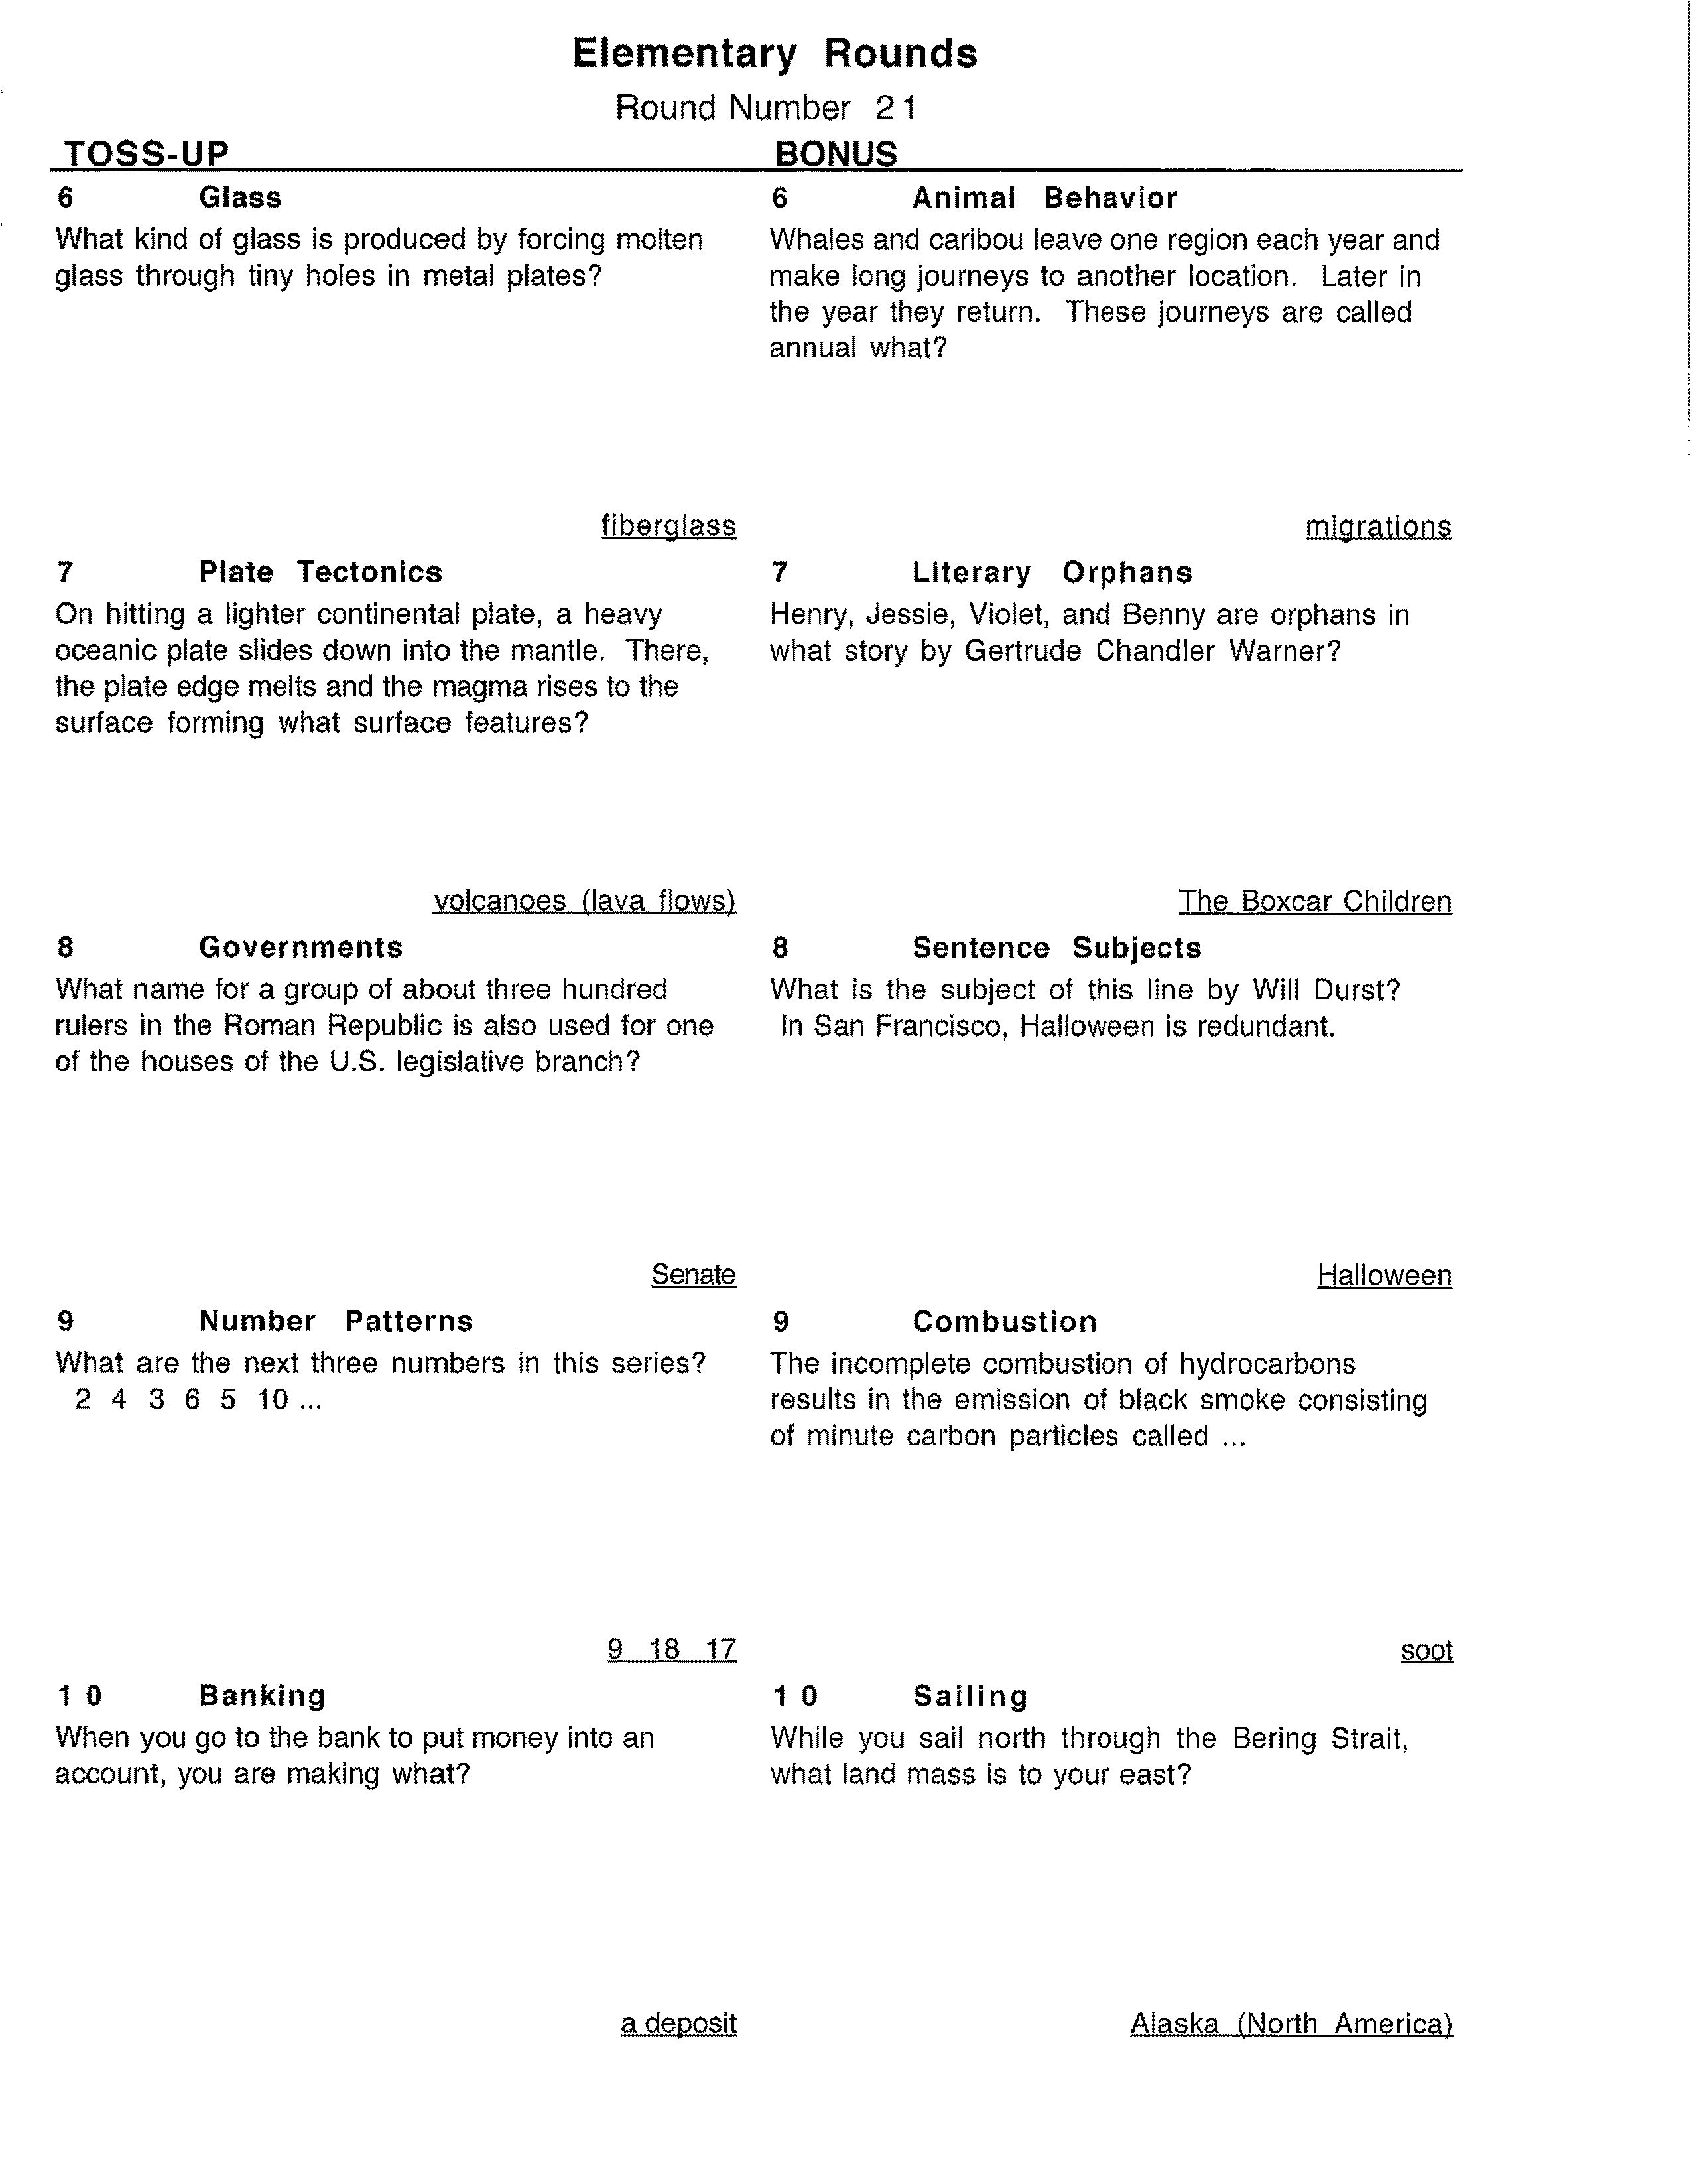 Elementary Rounds
Round Number 21
TOSS-UP
6 Glass
What kind of glass is produced by forcing molten
glass through tiny holes in metal plates?
fiberglass
7 Plate Tectonics
On hitting a lighter continental plate, a heavy
oceanic plate slides down into the mantle. There,
the plate edge melts and the magma rises to the
surface forming what surface features?
volcanoes (lava flows)
8 Governments
What name for a group of about three hundred
rulers in the Roman Republic is also used for one
of the houses of the U.S. legislative branch?
Senate
9 Number Patterns
What are the next three numbers in this series?
2 4 3 6 5 10 ...
9 18 17
10 Banking
When you go to the bank to put money into an
account, you are making what?
a deposit
BONUS
6 Animal Behavior
Whales and caribou leave one region each year and
make long journeys to another location. Later in
the year they return. These journeys are called
annual what?
migrations
7 Literary Orphans
Henry, Jessie, Violet, and Benny are orphans in
what story by Gertrude Chandler Warner?
The Boxcar Children
8 Sentence Subjects
What is the subject of this line by Will Durst?
In San Francisco, Halloween is redundant.
Halloween
9 Combustion
The incomplete combustion of hydrocarbons
results in the emission of black smoke consisting
of minute carbon particles called ...
soot
10 Sailing
While you sail north through the Bering Strait,
what land mass is to your east?
Alaska (North America)